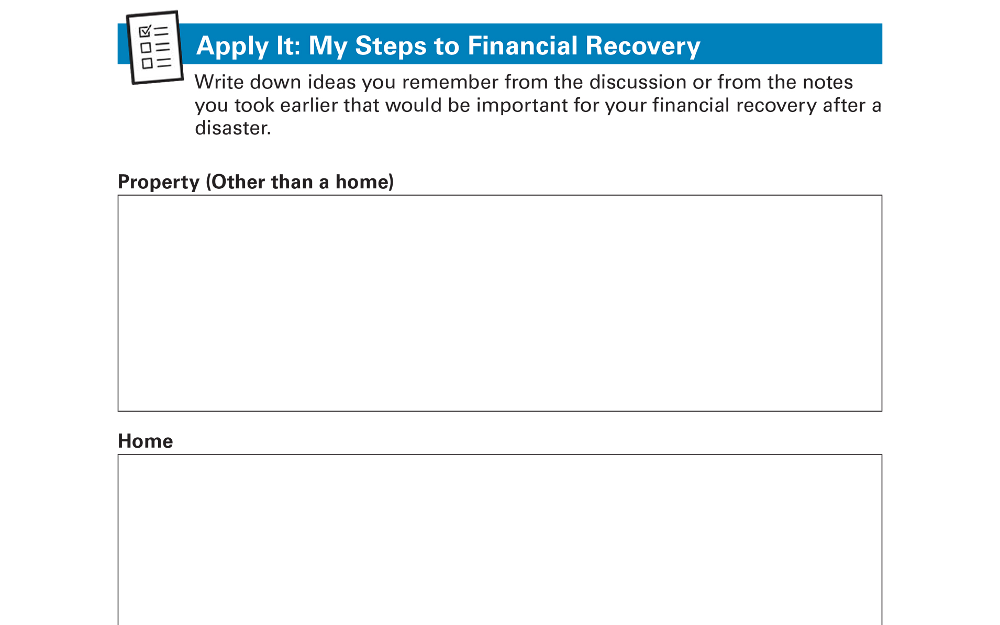 Apply It: My Steps to Financial Recovery
Write down ideas you remember from the discussion or from the notes
you took earlier that would be important for your financial recovery after a
disaster.
Property (Other than a home)
Home